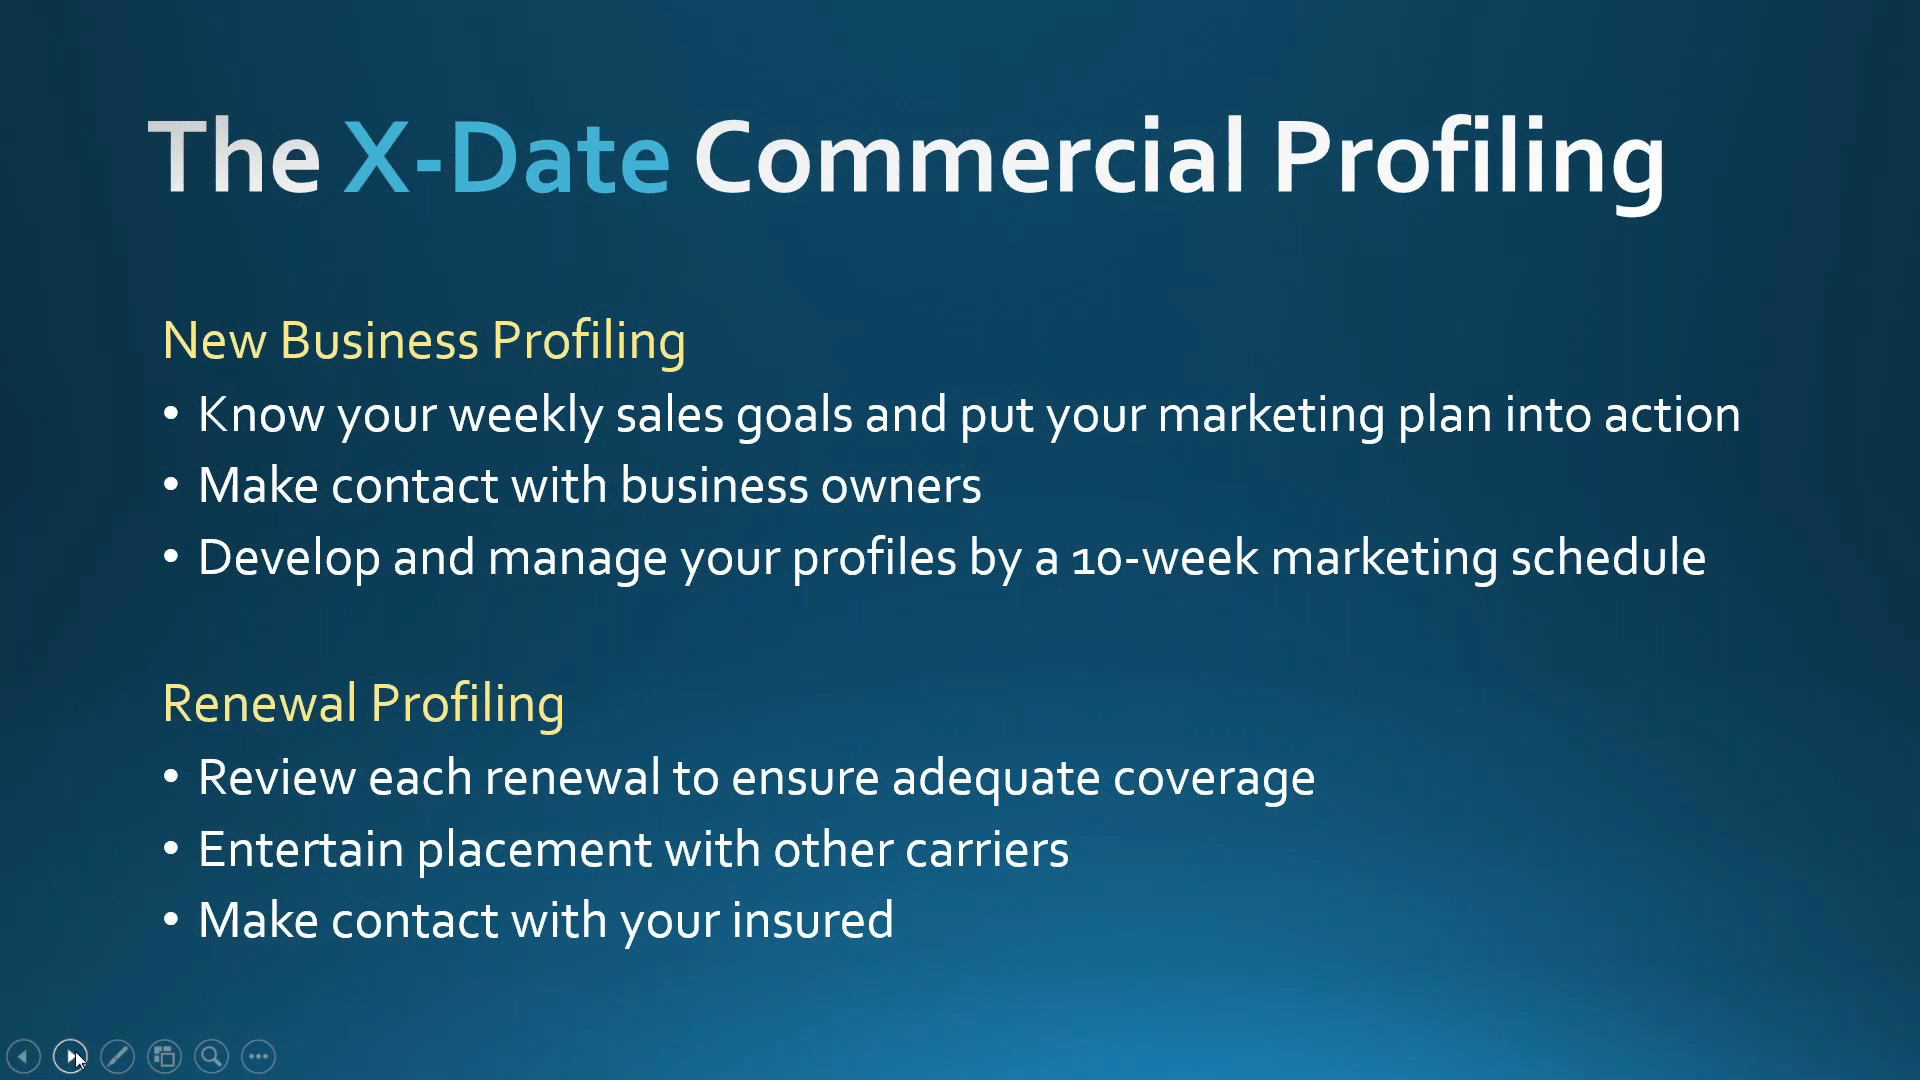 The X-Date Commercial Profiling
New Business Profiling
• Know your weekly sales goals and put your marketing plan into action
• Make contact with business owners
• Develop and manage your profiles by a 10-week marketing schedule
Renewal Profiling
• Review each renewal to ensure adequate coverage
• Entertain placement with other carriers
• Make contact with your insured